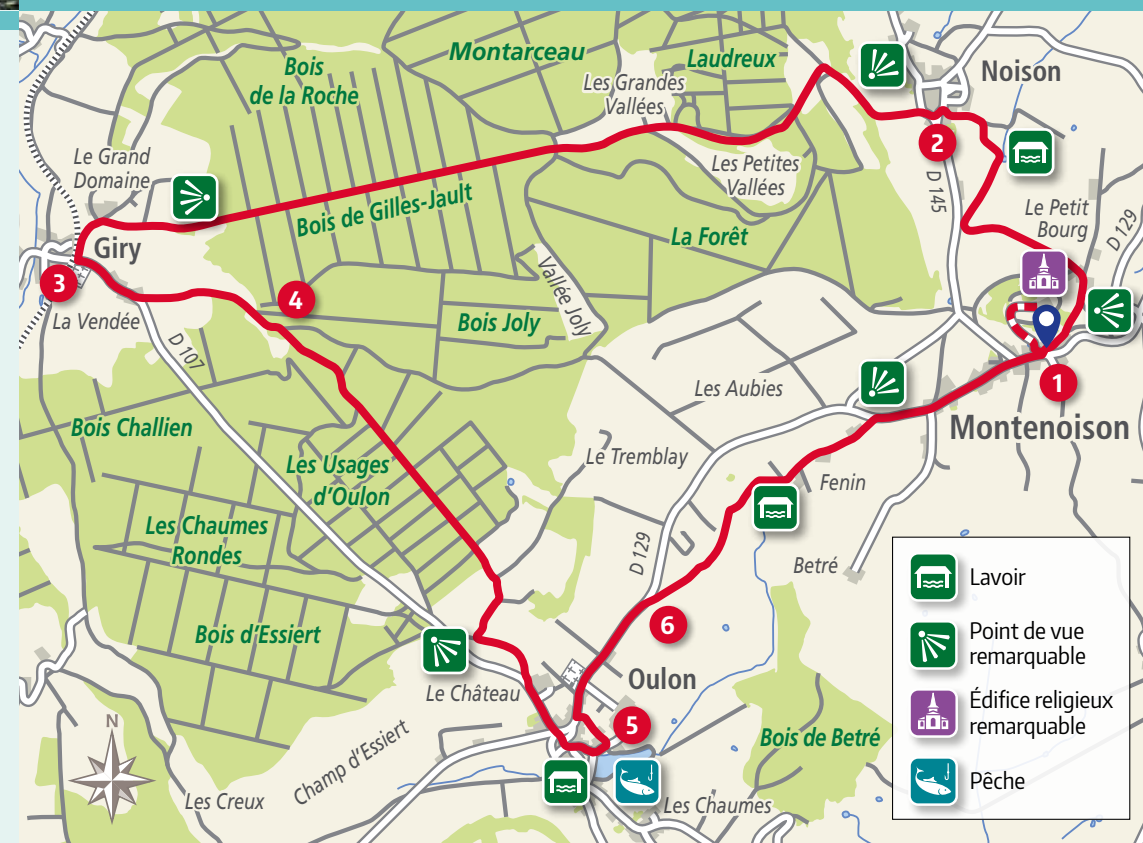 Montarceau
Laudreux
Bois
de la Roche
Les Grandes
Vallées
Noison
2
Le Grand
Domaine
Les Petites
Vallées
D 145
Bois de Gilles-Jault
Le Petit
Bourg
D 129
La Forêt
Giry
3
Vallée Joly
4
La Vendée
Bois Joly
D 107
1
Les Aubies
Montenoison
Bois Challien
Le Tremblay
Les Usages
d'Oulon
Fenin
Les Chaumes
Rondes
D 129
Betré
Lavoir
6
Bois d'Essiert
Point de vue
remarquable
Le Château
Oulon
Édifice religieux
remarquable
5
N
Champ d'Essiert
Bois de Betré
Pêche
Les Creux
Les Chaumes